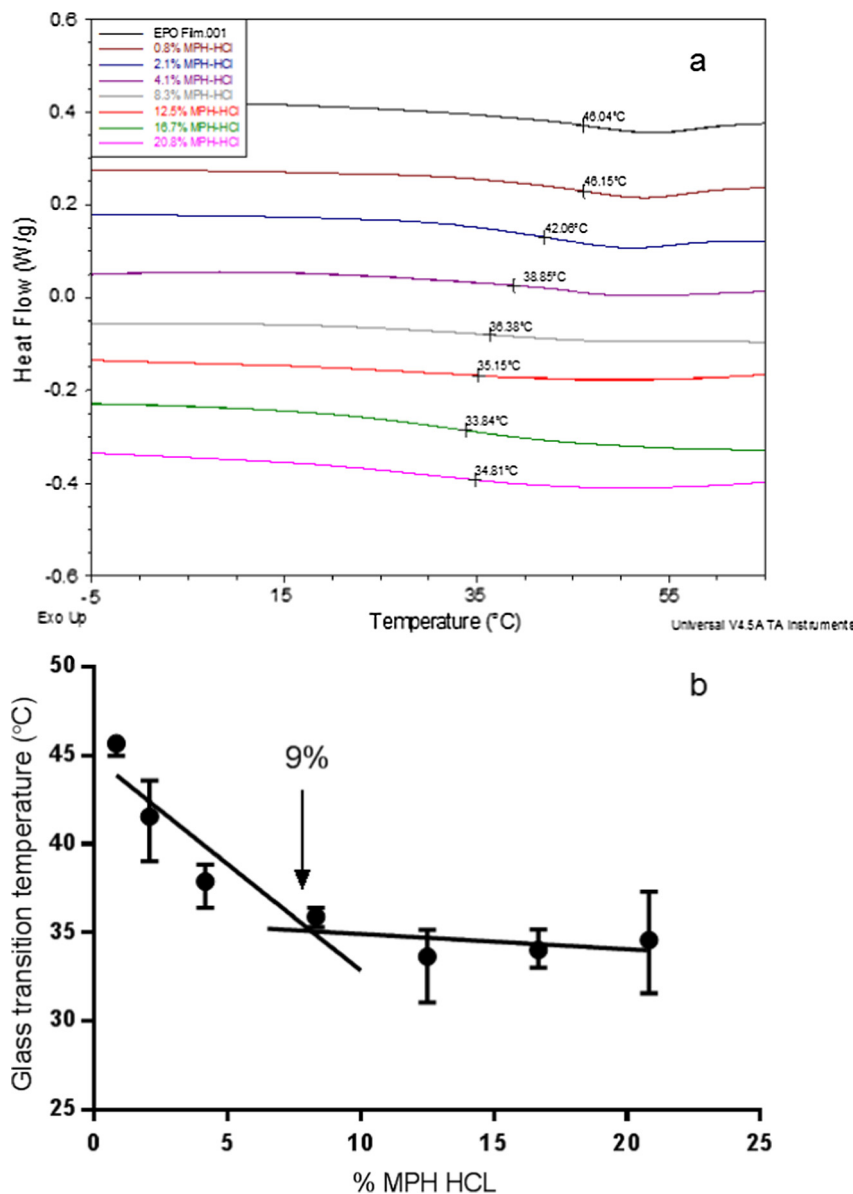 0.6
0.4
0.2
0.0
-0.2
-0.4
-0.6
Heat Flow (W/g)
EPO Film.001
0.8% MPH-HCl
2.1% MPH-HCl
4.1% MPH-HCl
8.3% MPH-HCl
12.5% MPH-HCl
16.7% MPH-HCl
20.8% MPH-HCl
a
46.04°C
46.15°C
42.06°C
38.85°C
36.38°C
35.15°C
33.84°C
34.81°C
-5 15 35 55
Exo Up Temperature (°C) Universal V4.5A TA Instruments
b
50
45
40
35
30
25
Glass transition temperature (°C)
9%
0 5 10 15 20 25
% MPH HCL